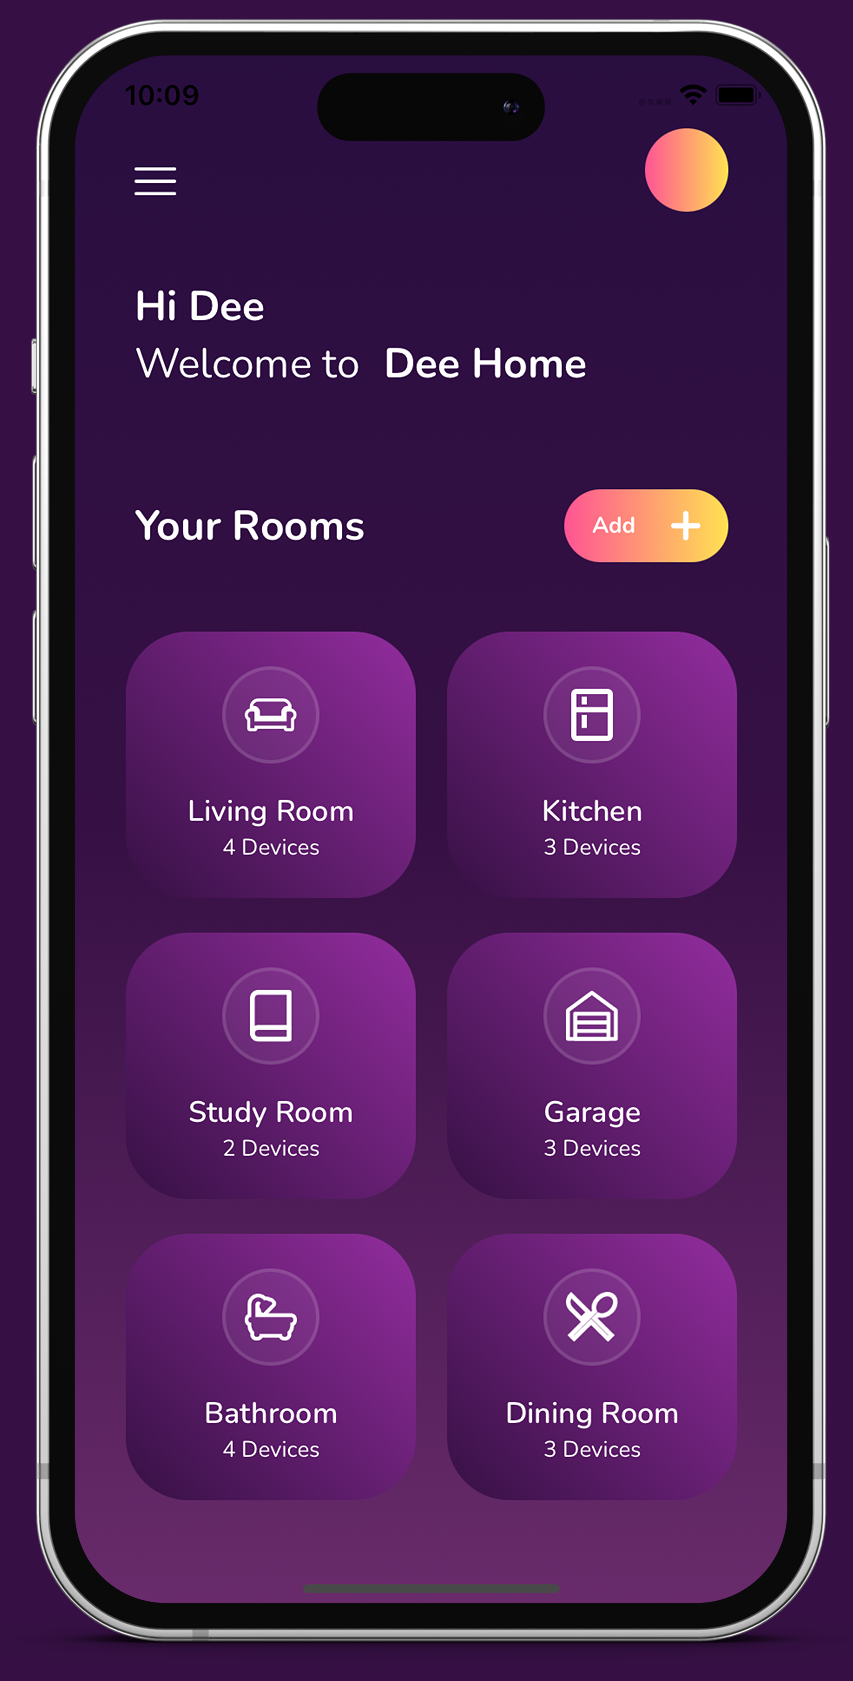 10:09
Hi Dee
Welcome to Dee Home
Your Rooms
Add
Living Room
4 Devices
Kitchen
3 Devices
Study Room
2 Devices
Garage
3 Devices
Bathroom
4 Devices
Dining Room
3 Devices